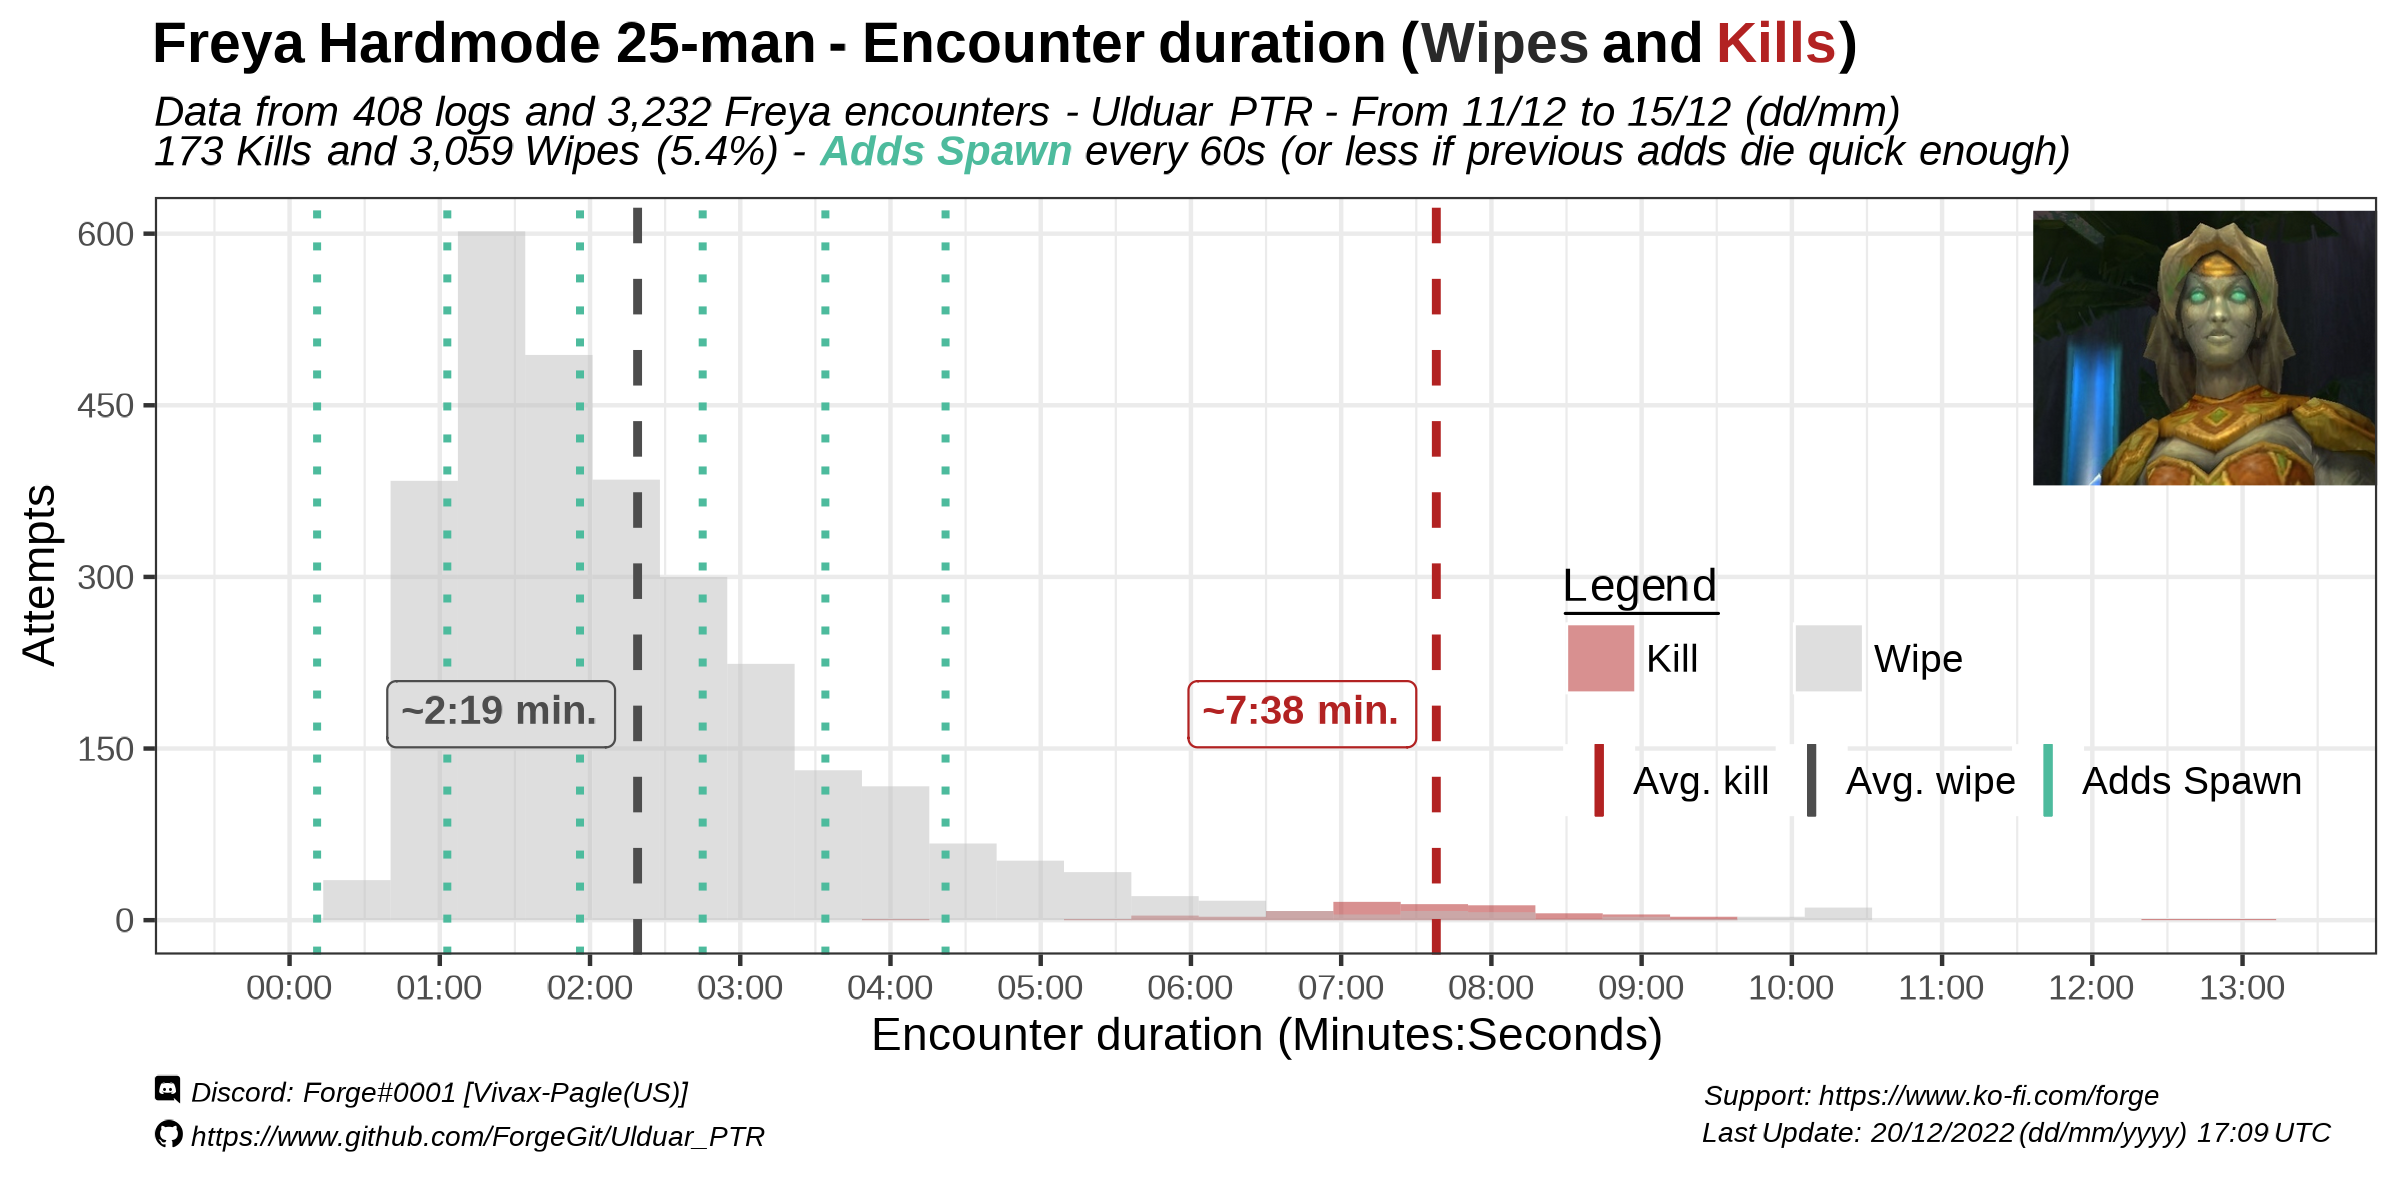 Freya Hardmode 25-man - Encounter duration (Wipes and Kills)
Data from 408 logs and 3,232 Freya encounters - Ulduar PTR - From 11/12 to 15/12 (dd/mm)
173 Kills and 3,059 Wipes (5.4%) - Adds Spawn every 60s (or less if previous adds die quick enough)
Attempts
600
450
300
150
0
~2:19 min.
~7:38 min.
Legend
Kill
Wipe
Avg. kill
Avg. wipe
Adds Spawn
00:00 01:00 02:00 03:00 04:00 05:00 06:00 07:00 08:00 09:00 10:00 11:00 12:00 13:00
Encounter duration (Minutes:Seconds)
Discord: Forge#0001 [Vivax-Pagle(US)]
https://www.github.com/ForgeGit/Ulduar_PTR
Support: https://www.ko-fi.com/forge
Last Update: 20/12/2022 (dd/mm/yyyy) 17:09 UTC